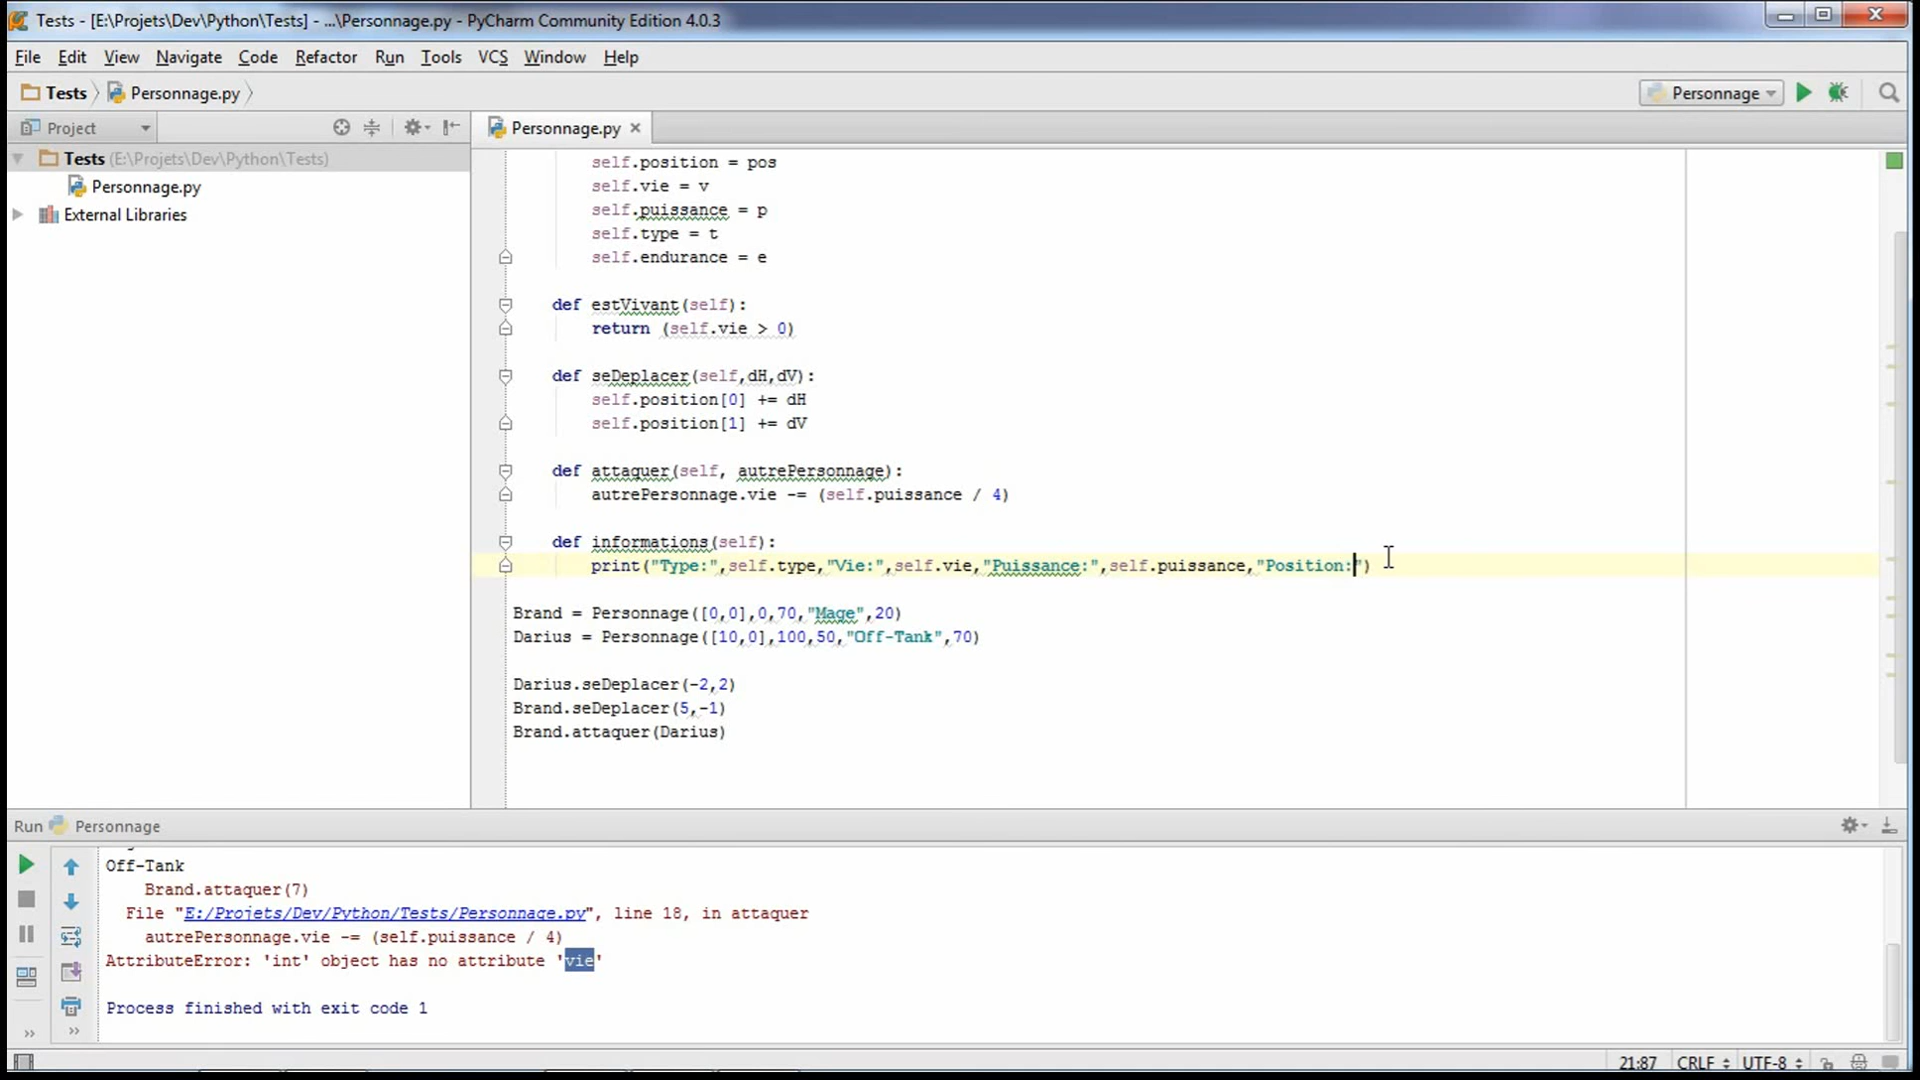 Tests - [E:\Projets\Dev\Python\Tests] - ...\Personnage.py - PyCharm Community Edition 4.0.3
File Edit View Navigate Code Refactor Run Tools VCS Window Help
Tests Personnage.py Personnage
Project Personnage.py
Tests (E:\Projets\Dev\Python\Tests)
Personnage.py
External Libraries
self.position = pos
self.vie = v
self.puissance = p
self.type = t
self.endurance = e
def estVivant(self):
return (self.vie > 0)
def seDeplacer(self,dH,dV):
self.position[0] += dH
self.position[1] += dV
def attaquer(self, autrePersonnage):
autrePersonnage.vie -= (self.puissance / 4)
def informations(self):
print("Type:",self.type,"Vie:",self.vie,"Puissance:",self.puissance,"Position:")
Brand = Personnage([0,0],0,70,"Mage",20)
Darius = Personnage([10,0],100,50,"Off-Tank",70)
Darius.seDeplacer(-2,2)
Brand.seDeplacer(5,-1)
Brand.attaquer(Darius)
Run Personnage
Off-Tank
Brand.attaquer(7)
File "E:/Projets/Dev/Python/Tests/Personnage.py", line 18, in attaquer
autrePersonnage.vie -= (self.puissance / 4)
AttributeError: 'int' object has no attribute 'vie'
Process finished with exit code 1
21:87 CRLF UTF-8